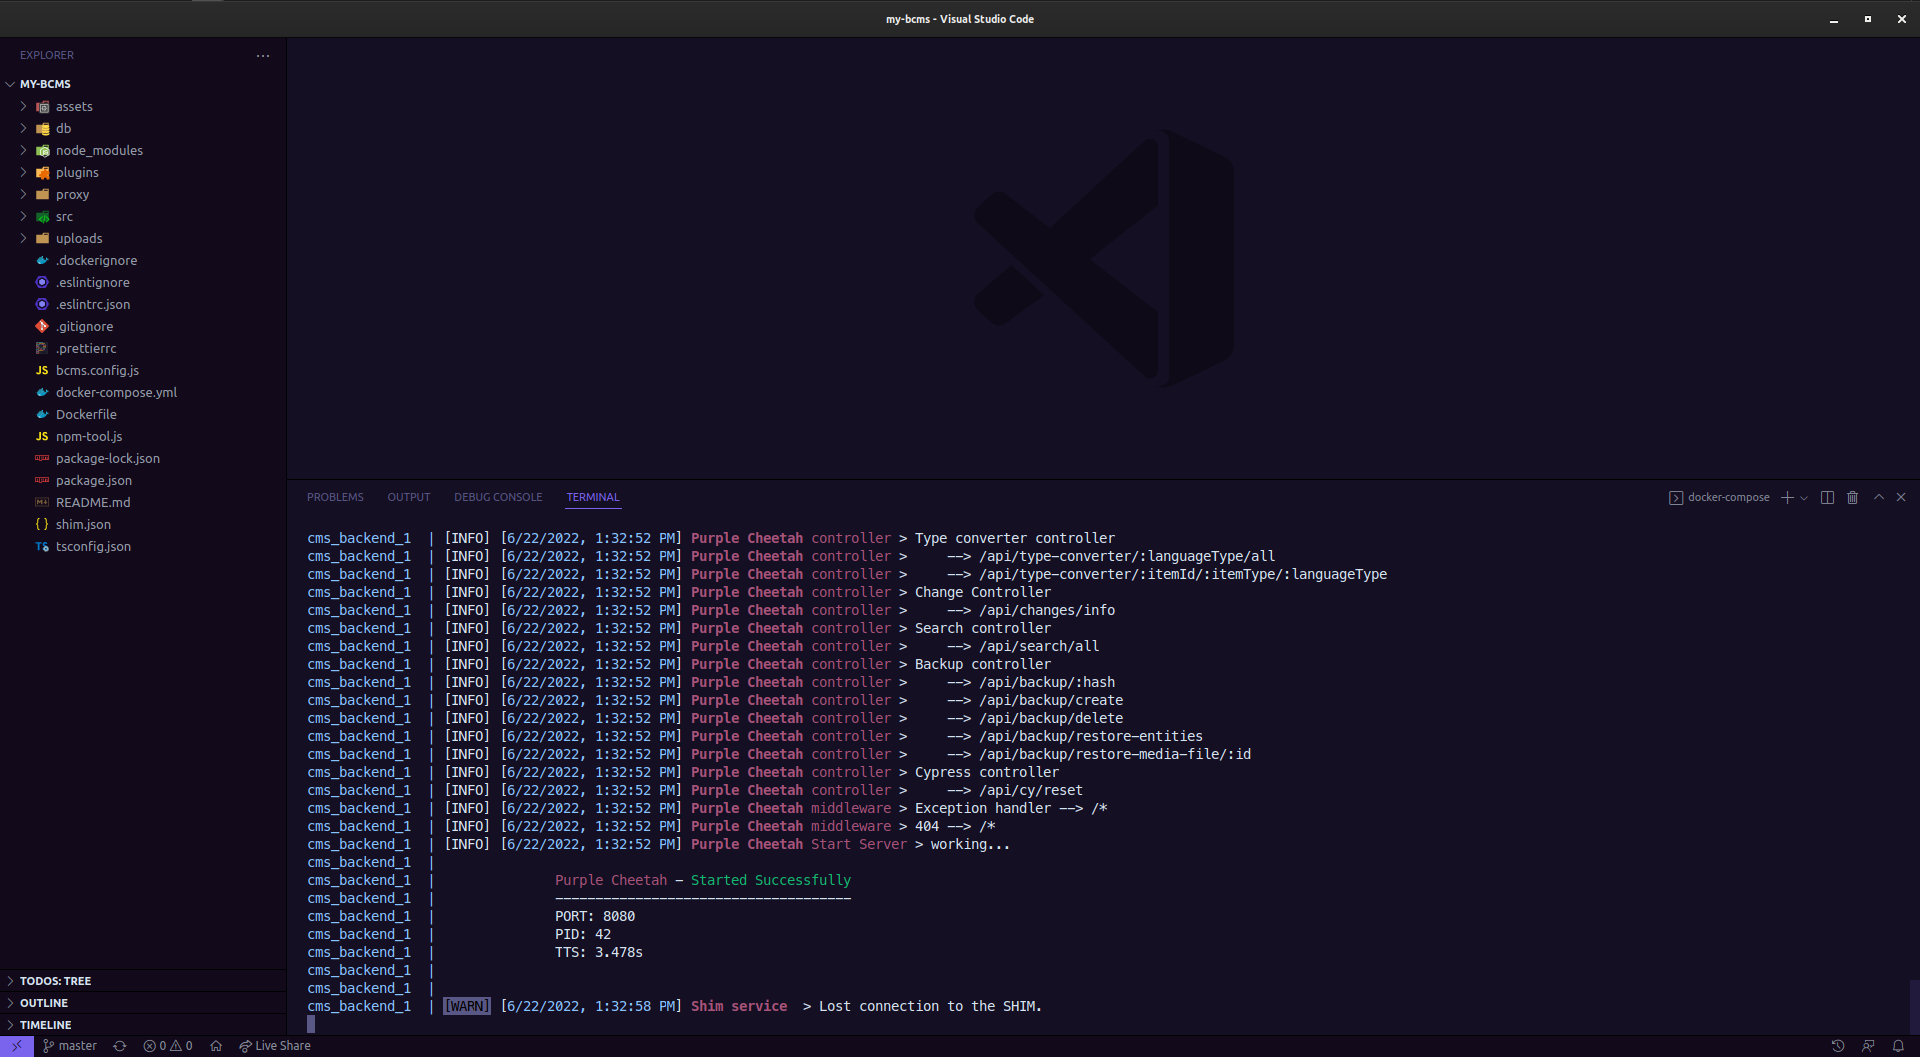 my-bcms - Visual Studio Code
EXPLORER
MY-BCMS
assets
db
node_modules
plugins
proxy
src
uploads
.dockerignore
.eslintignore
.eslintrc.json
.gitignore
.prettierrc
JS bcms.config.js
docker-compose.yml
Dockerfile
JS npm-tool.js
package-lock.json
package.json
README.md
{ } shim.json
TS tsconfig.json
TODOS: TREE
OUTLINE
TIMELINE
PROBLEMS OUTPUT DEBUG CONSOLE TERMINAL
docker-compose
cms_backend_1 | [INFO] [6/22/2022, 1:32:52 PM] Purple Cheetah controller > Type converter controller
cms_backend_1 | [INFO] [6/22/2022, 1:32:52 PM] Purple Cheetah controller > --> /api/type-converter/:languageType/all
cms_backend_1 | [INFO] [6/22/2022, 1:32:52 PM] Purple Cheetah controller > --> /api/type-converter/:itemId/:itemType/:languageType
cms_backend_1 | [INFO] [6/22/2022, 1:32:52 PM] Purple Cheetah controller > Change Controller
cms_backend_1 | [INFO] [6/22/2022, 1:32:52 PM] Purple Cheetah controller > --> /api/changes/info
cms_backend_1 | [INFO] [6/22/2022, 1:32:52 PM] Purple Cheetah controller > Search controller
cms_backend_1 | [INFO] [6/22/2022, 1:32:52 PM] Purple Cheetah controller > --> /api/search/all
cms_backend_1 | [INFO] [6/22/2022, 1:32:52 PM] Purple Cheetah controller > Backup controller
cms_backend_1 | [INFO] [6/22/2022, 1:32:52 PM] Purple Cheetah controller > --> /api/backup/:hash
cms_backend_1 | [INFO] [6/22/2022, 1:32:52 PM] Purple Cheetah controller > --> /api/backup/create
cms_backend_1 | [INFO] [6/22/2022, 1:32:52 PM] Purple Cheetah controller > --> /api/backup/delete
cms_backend_1 | [INFO] [6/22/2022, 1:32:52 PM] Purple Cheetah controller > --> /api/backup/restore-entities
cms_backend_1 | [INFO] [6/22/2022, 1:32:52 PM] Purple Cheetah controller > --> /api/backup/restore-media-file/:id
cms_backend_1 | [INFO] [6/22/2022, 1:32:52 PM] Purple Cheetah controller > Cypress controller
cms_backend_1 | [INFO] [6/22/2022, 1:32:52 PM] Purple Cheetah controller > --> /api/cy/reset
cms_backend_1 | [INFO] [6/22/2022, 1:32:52 PM] Purple Cheetah middleware > Exception handler --> /*
cms_backend_1 | [INFO] [6/22/2022, 1:32:52 PM] Purple Cheetah middleware > 404 --> /*
cms_backend_1 | [INFO] [6/22/2022, 1:32:52 PM] Purple Cheetah Start Server > working...
cms_backend_1 |
cms_backend_1 | Purple Cheetah - Started Successfully
cms_backend_1 | -------------------------------------
cms_backend_1 | PORT: 8080
cms_backend_1 | PID: 42
cms_backend_1 | TTS: 3.478s
cms_backend_1 |
cms_backend_1 |
cms_backend_1 | [WARN] [6/22/2022, 1:32:58 PM] Shim service > Lost connection to the SHIM.
master 0 0 Live Share